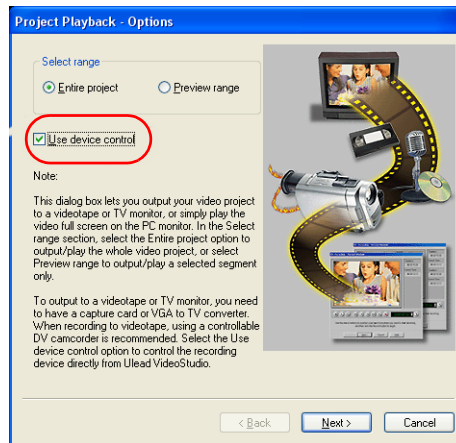 Project Playback - Options
Select range
Entire project
Preview range
Use device control
Note:
This dialog box lets you output your video project
to a videotape or TV monitor, or simply play the
video full screen on the PC monitor. In the Select
range section, select the Entire project option to
output/play the whole video project, or select
Preview range to output/play a selected segment
only.
To output to a videotape or TV monitor, you need
to have a capture card or VGA to TV converter.
When recording to videotape, using a controllable
DV camcorder is recommended. Select the Use
device control option to control the recording
device directly from Ulead VideoStudio.
< Back
Next >
Cancel